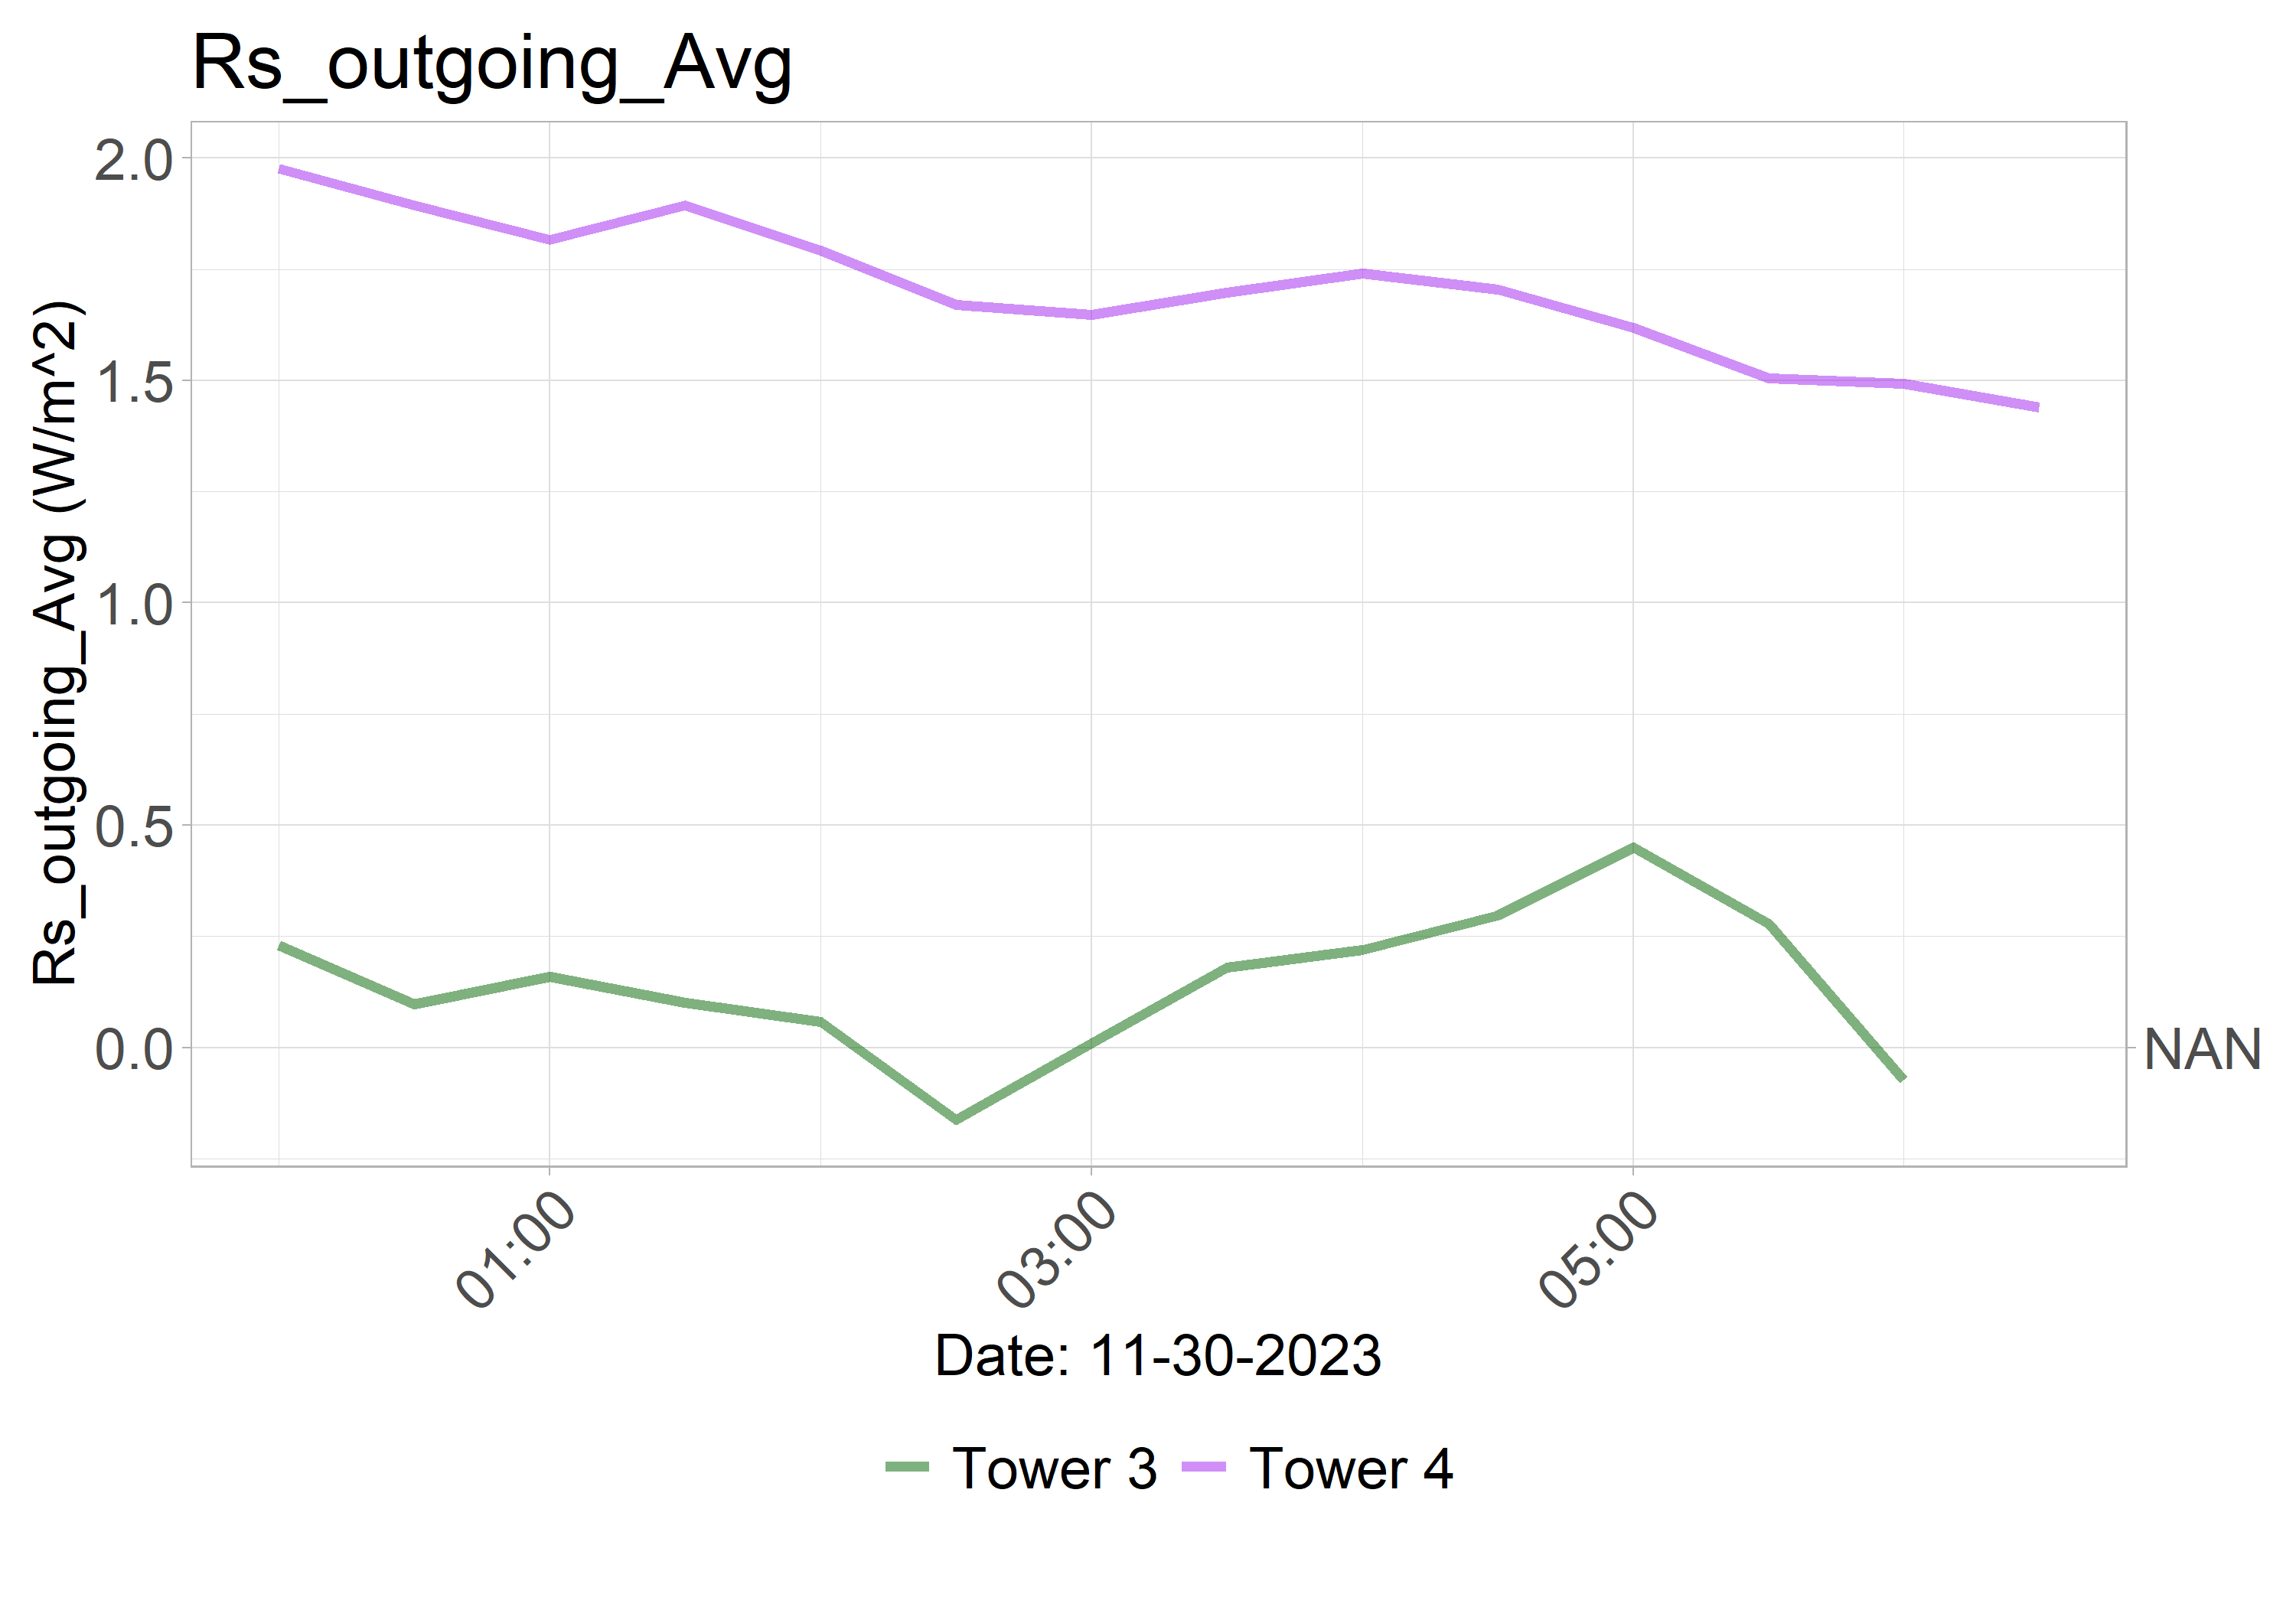 Rs_outgoing_Avg
Rs_outgoing_Avg (W/m^2)
2.0
1.5
1.0
0.5
0.0
NAN
01:00
03:00
05:00
Date: 11-30-2023
Tower 3
Tower 4